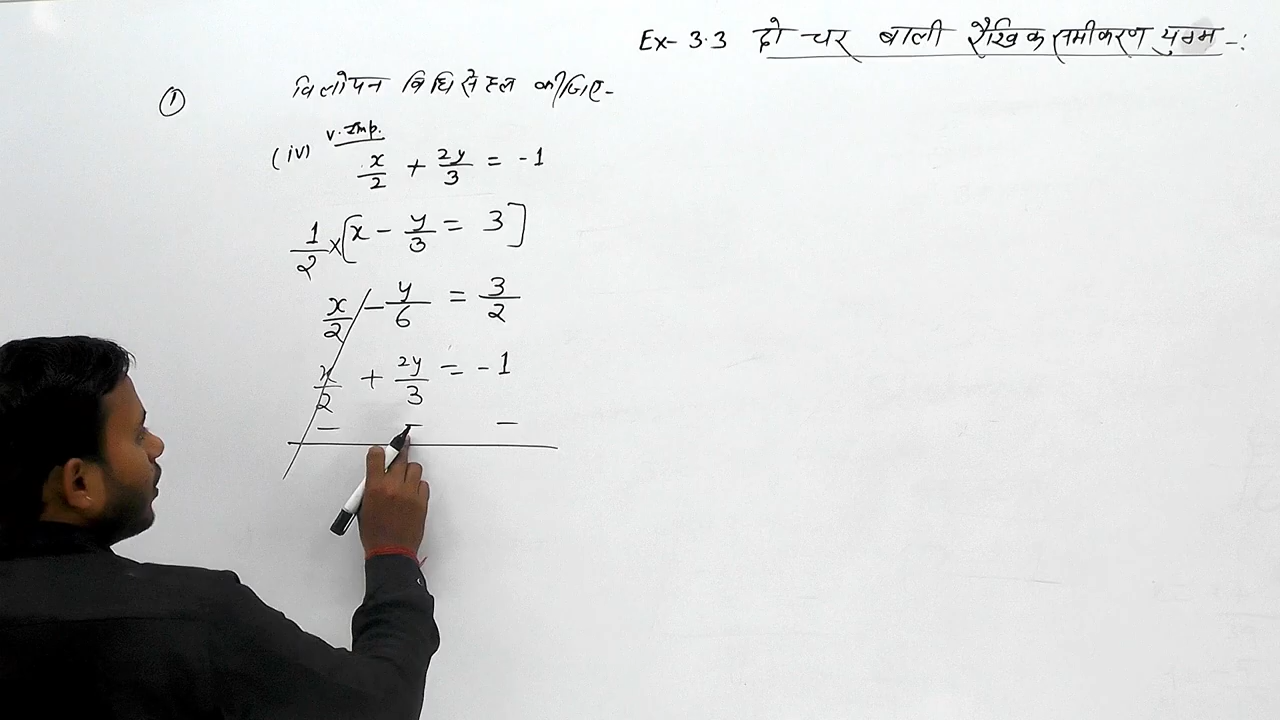 Ex- 3.3 दो चर बाली रैखिक समीकरण युग्म -:
① विलोपन विधि से हल कीजिए-
(iv) v. Imp.
x/2 + 2y/3 = -1
1/2 × [x - y/3 = 3]
x/2 - y/6 = 3/2
x/2 + 2y/3 = -1
- - -